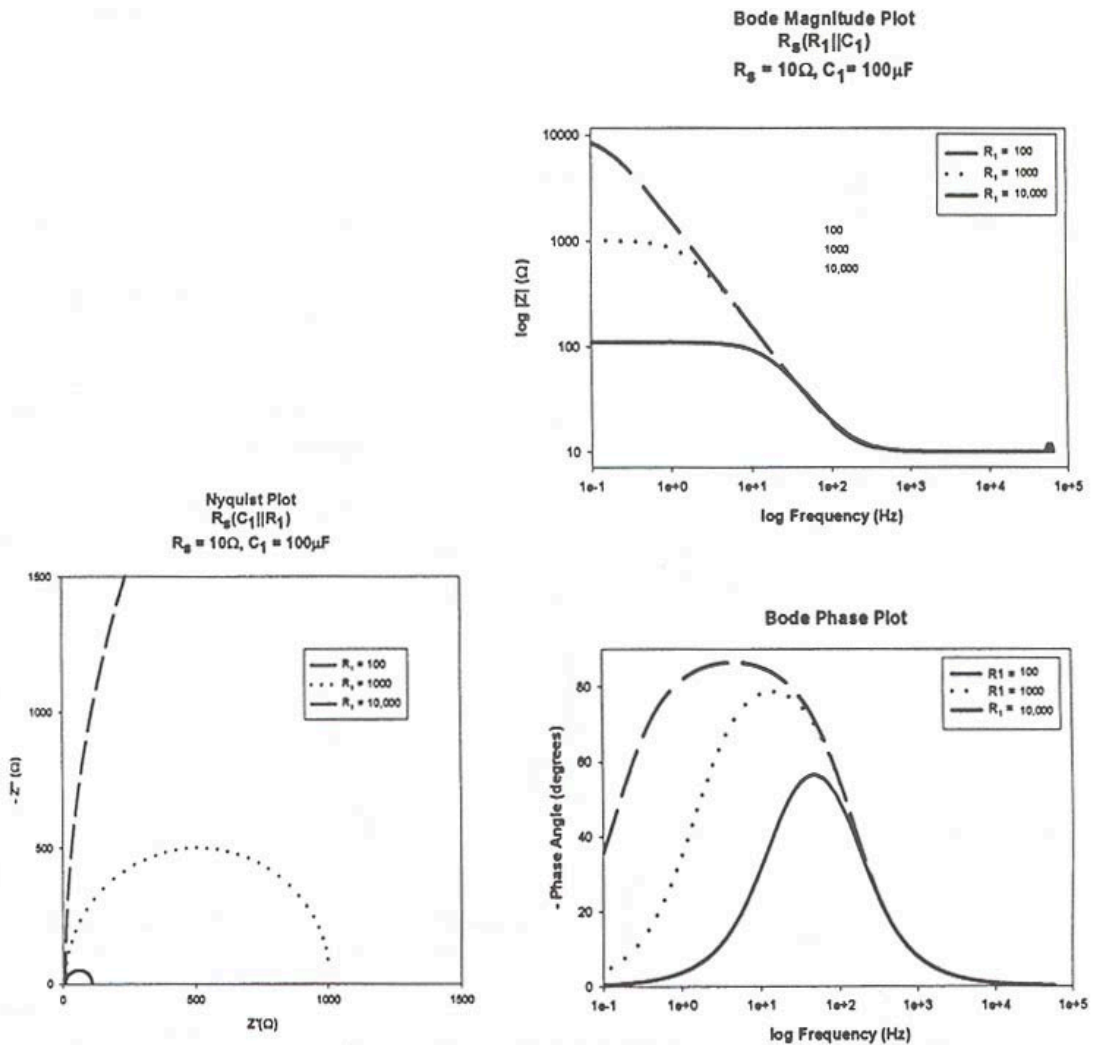 Bode Magnitude Plot
Rs(R1||C1)
Rs = 10Ω, C1 = 100μF
10000
1000
100
10
log |Z| (Ω)
R1 = 100
R1 = 1000
R1 = 10,000
100
1000
10,000
1e-1 1e+0 1e+1 1e+2 1e+3 1e+4 1e+5
log Frequency (Hz)
Nyquist Plot
Rs(C1||R1)
Rs = 10Ω, C1 = 100μF
1500
1000
500
0
- Z" (Ω)
R1 = 100
R1 = 1000
R1 = 10,000
0 500 1000 1500
Z'(Ω)
Bode Phase Plot
80
60
40
20
0
- Phase Angle (degrees)
R1 = 100
R1 = 1000
R1 = 10,000
1e-1 1e+0 1e+1 1e+2 1e+3 1e+4 1e+5
log Frequency (Hz)